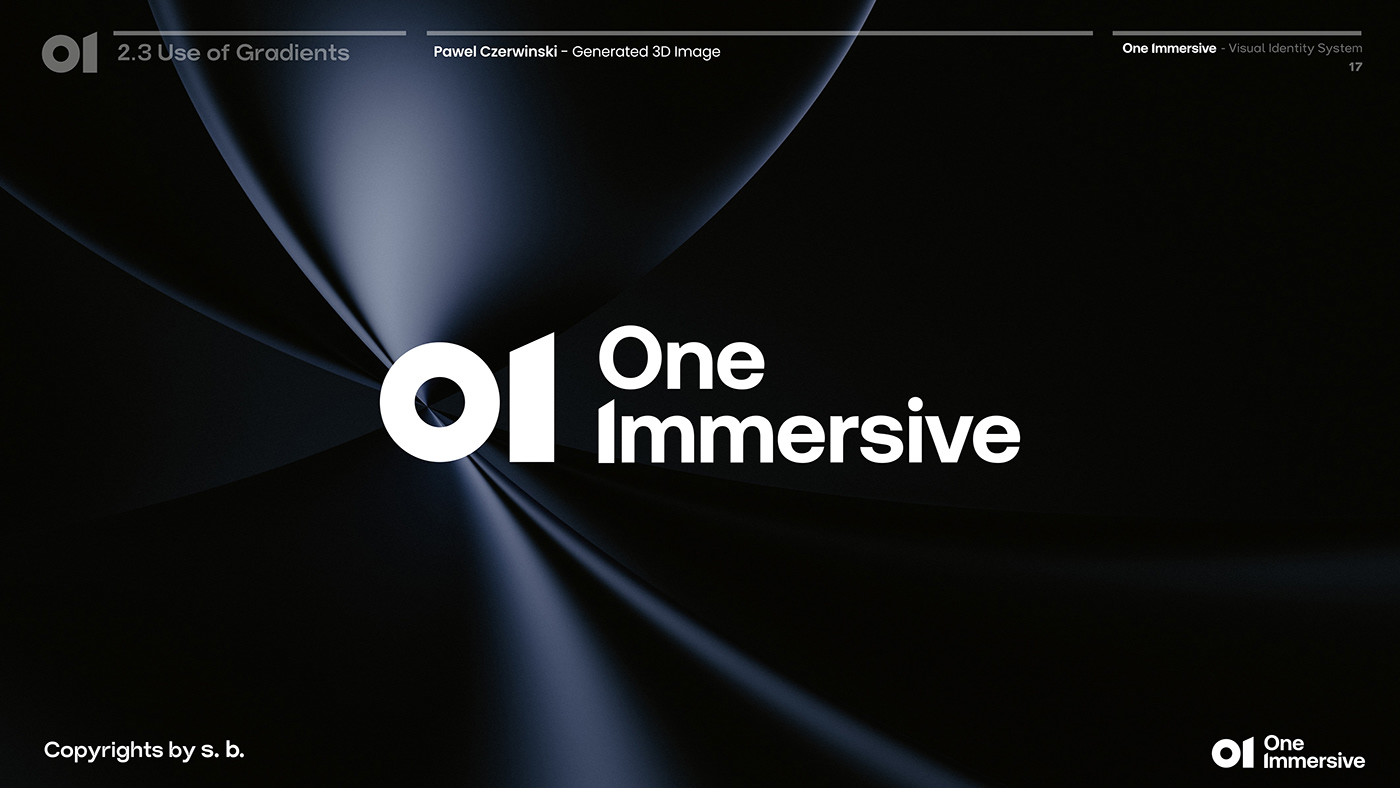 01 2.3 Use of Gradients
Pawel Czerwinski - Generated 3D Image
One Immersive - Visual Identity System
17
01
One
Immersive
Copyrights by s. b.
01
One
Immersive